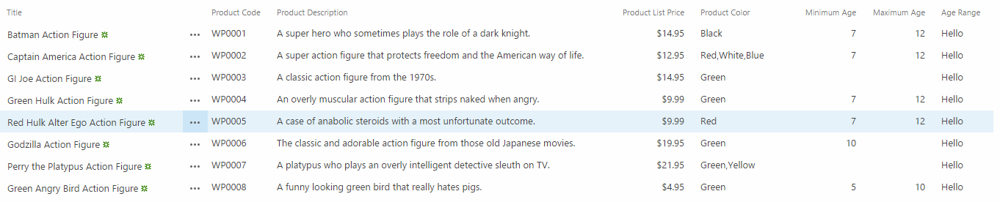 Title Product Code Product Description Product List Price Product Color Minimum Age Maximum Age Age Range
Batman Action Figure ... WP0001 A super hero who sometimes plays the role of a dark knight. $14.95 Black 7 12 Hello
Captain America Action Figure ... WP0002 A super action figure that protects freedom and the American way of life. $12.95 Red,White,Blue 7 12 Hello
GI Joe Action Figure ... WP0003 A classic action figure from the 1970s. $14.95 Green Hello
Green Hulk Action Figure ... WP0004 An overly muscular action figure that strips naked when angry. $9.99 Green 7 12 Hello
Red Hulk Alter Ego Action Figure ... WP0005 A case of anabolic steroids with a most unfortunate outcome. $9.99 Red 7 12 Hello
Godzilla Action Figure ... WP0006 The classic and adorable action figure from those old Japanese movies. $19.95 Green 10 Hello
Perry the Platypus Action Figure ... WP0007 A platypus who plays an overly intelligent detective sleuth on TV. $21.95 Green,Yellow Hello
Green Angry Bird Action Figure ... WP0008 A funny looking green bird that really hates pigs. $4.95 Green 5 10 Hello